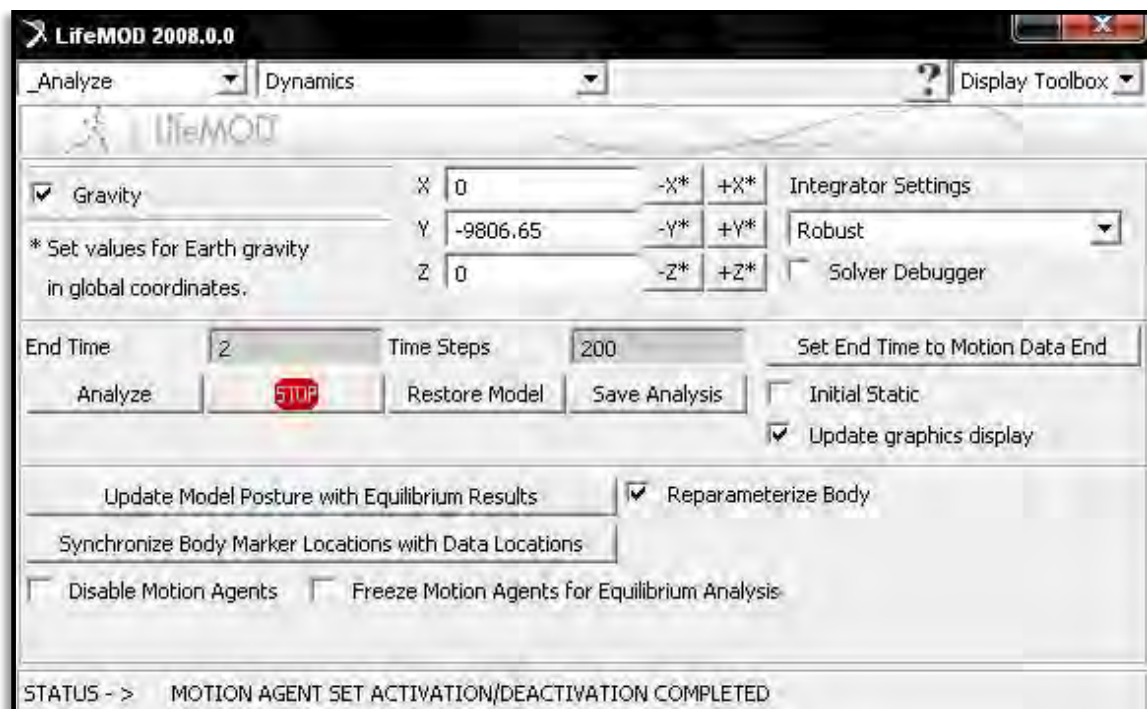 LifeMOD 2008.0.0
_Analyze Dynamics ? Display Toolbox
LifeMOD
Gravity X 0 -X* +X* Integrator Settings
* Set values for Earth gravity Y -9806.65 -Y* +Y* Robust
in global coordinates. Z 0 -Z* +Z* Solver Debugger
End Time 2 Time Steps 200 Set End Time to Motion Data End
Analyze STOP Restore Model Save Analysis Initial Static
Update graphics display
Update Model Posture with Equilibrium Results Reparameterize Body
Synchronize Body Marker Locations with Data Locations
Disable Motion Agents Freeze Motion Agents for Equilibrium Analysis
STATUS - > MOTION AGENT SET ACTIVATION/DEACTIVATION COMPLETED